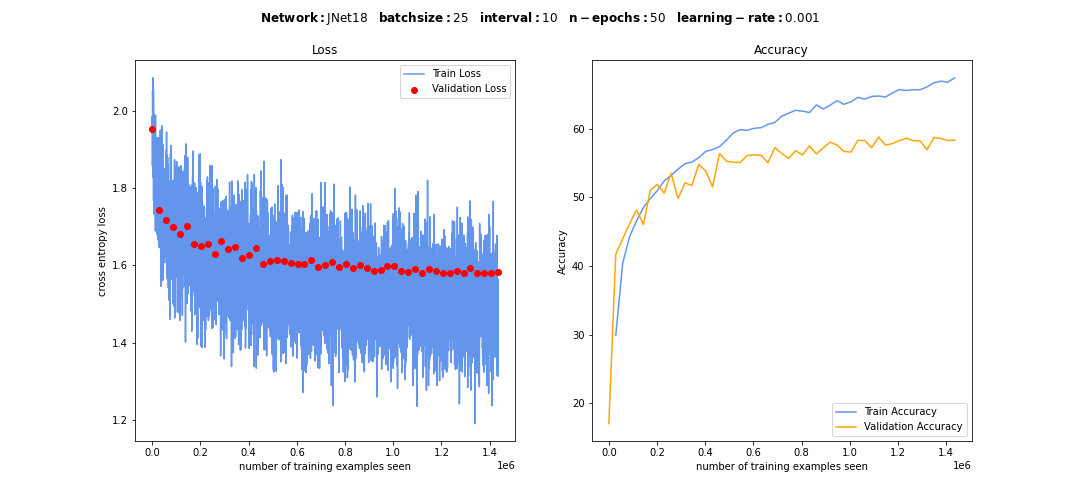 Network: JNet18 batchsize: 25 interval: 10 n−epochs: 50 learning−rate: 0.001
Loss
Train Loss
Validation Loss
2.0
1.8
1.6
1.4
1.2
cross entropy loss
0.0 0.2 0.4 0.6 0.8 1.0 1.2 1.4
1e6
number of training examples seen
Accuracy
60
50
40
30
20
Accuracy
Train Accuracy
Validation Accuracy
0.0 0.2 0.4 0.6 0.8 1.0 1.2 1.4
1e6
number of training examples seen